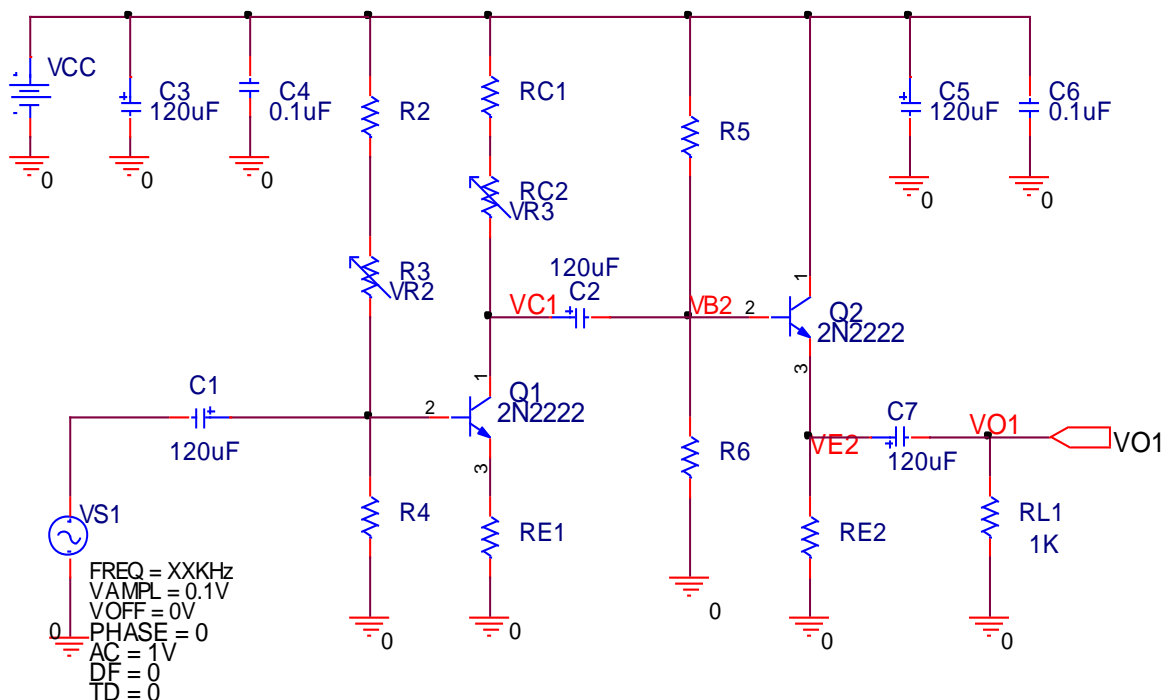 VCC
C3
120uF
C4
0.1uF
R2
RC1
R5
C5
120uF
C6
0.1uF
0
0
0
0
0
RC2
VR3
R3
VR2
120uF
C2
VC1
VB2
2
1
Q2
2N2222
3
C1
120uF
2
1
Q1
2N2222
3
VE2
C7
120uF
VO1
VO1
R4
RE1
R6
RE2
RL1
1K
VS1
FREQ = XXKHz
VAMPL = 0.1V
VOFF = 0V
PHASE = 0
AC = 1V
DF = 0
TD = 0
0
0
0
0
0
0